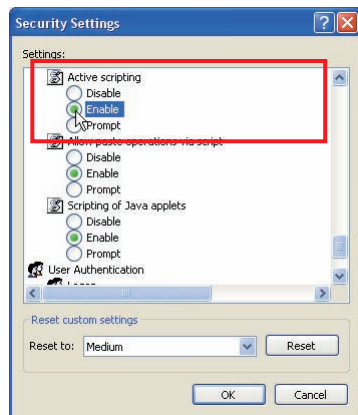 Security Settings
Settings:
Active scripting
Disable
Enable
Prompt
Allow paste operations via script
Disable
Enable
Prompt
Scripting of Java applets
Disable
Enable
Prompt
User Authentication
Logon
Reset custom settings
Reset to: Medium Reset
OK Cancel